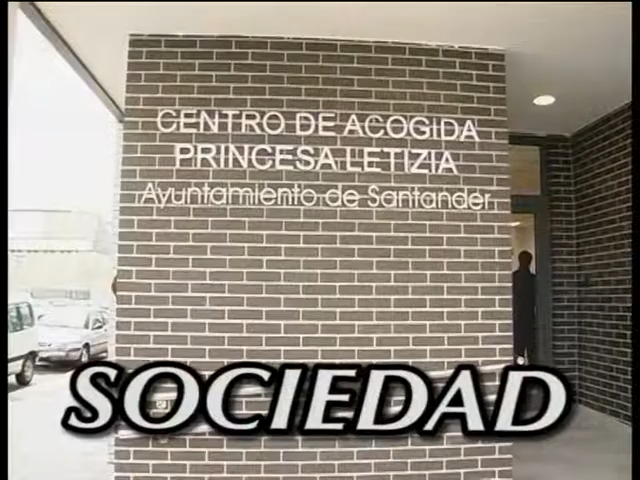 CENTRO DE ACOGIDA
PRINCESA LETIZIA
Ayuntamiento de Santander
SOCIEDAD